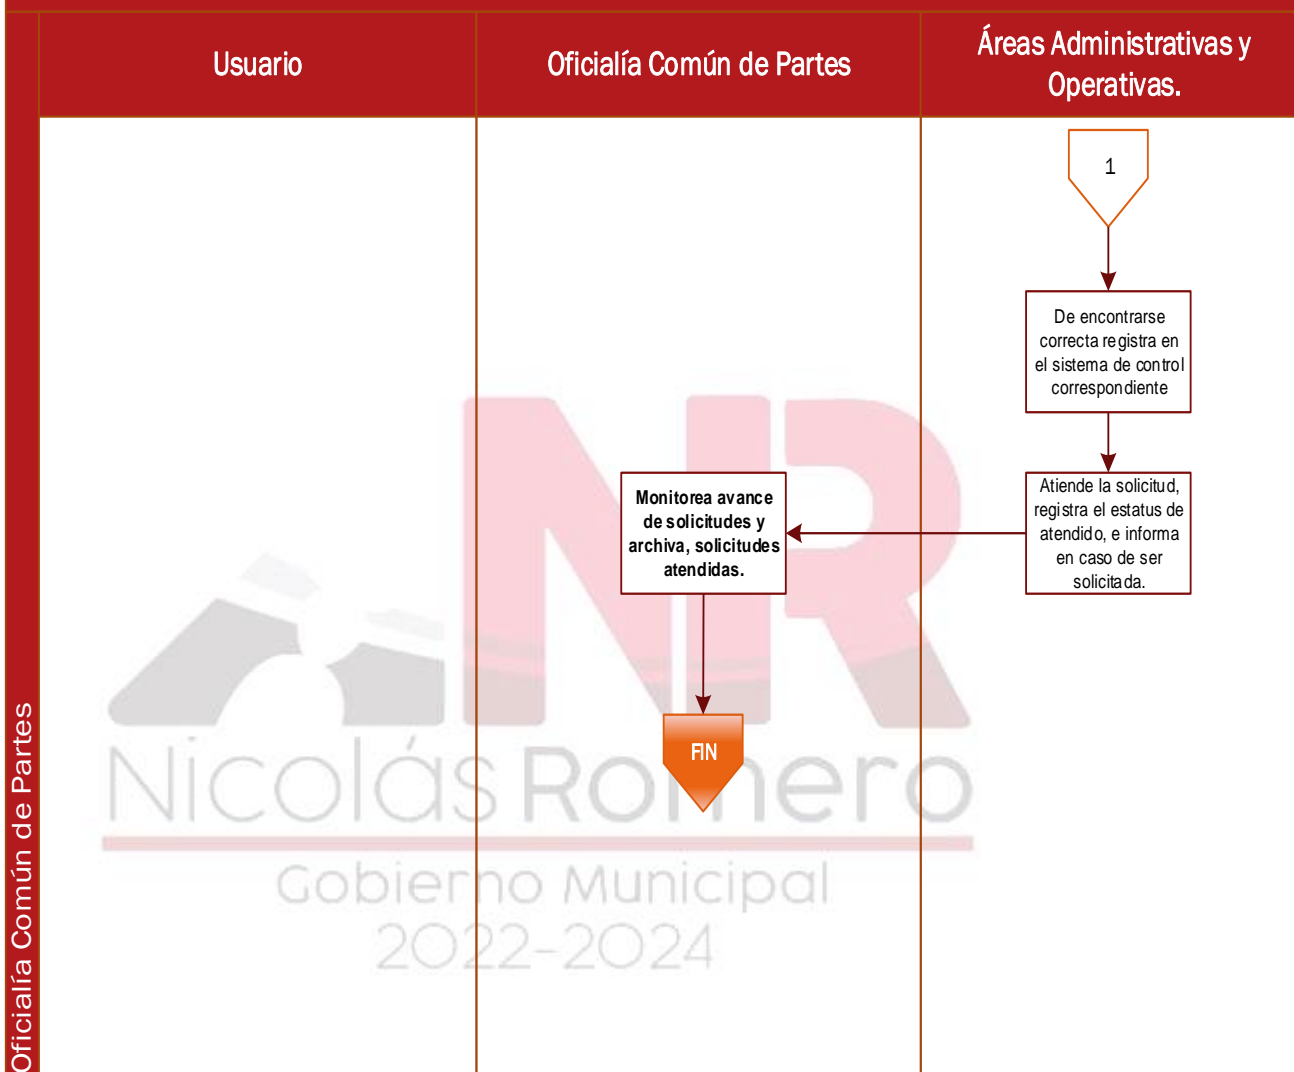 Usuario
Oficialía Común de Partes
Áreas Administrativas y
Operativas.
1
De encontrarse
correcta registra en
el sistema de control
correspondiente
Atiende la solicitud,
registra el estatus de
atendido, e informa
en caso de ser
solicitada.
Monitorea avance
de solicitudes y
archiva, solicitudes
atendidas.
FIN
Oficialía Común de Partes
NR
Nicolás Romero
Gobierno Municipal
2022-2024